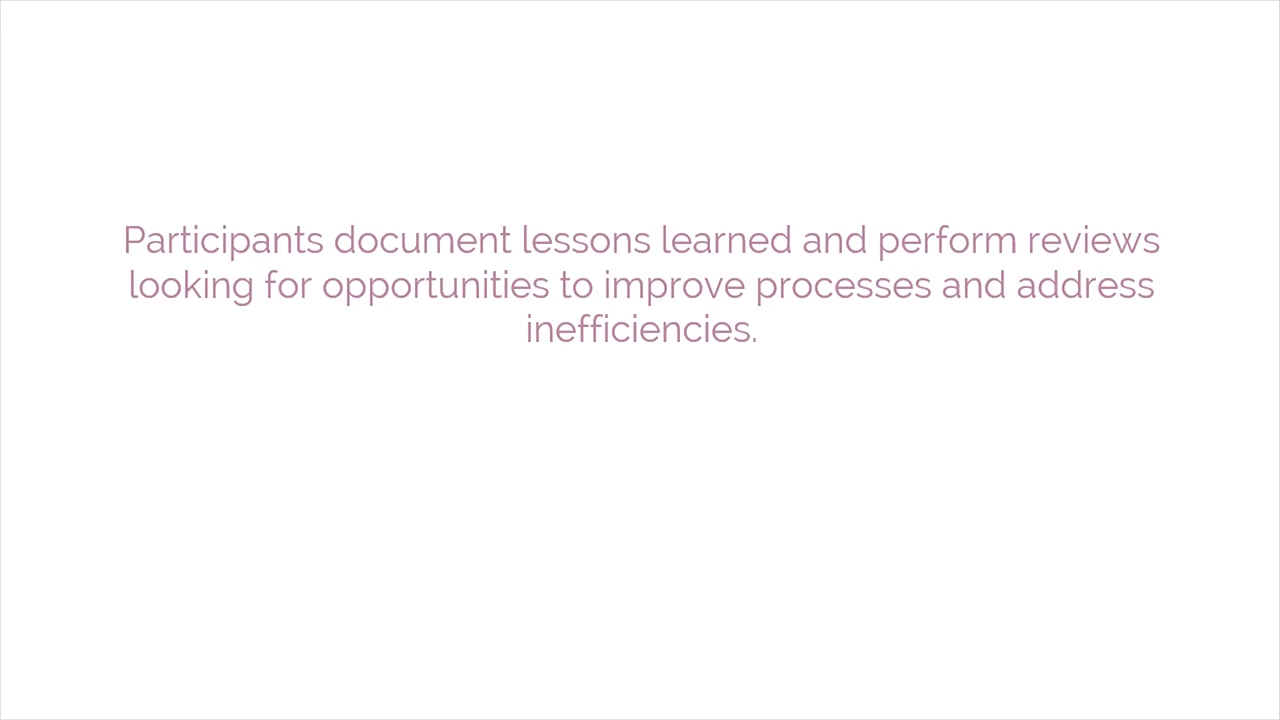 Participants document lessons learned and perform reviews
looking for opportunities to improve processes and address
inefficiencies.